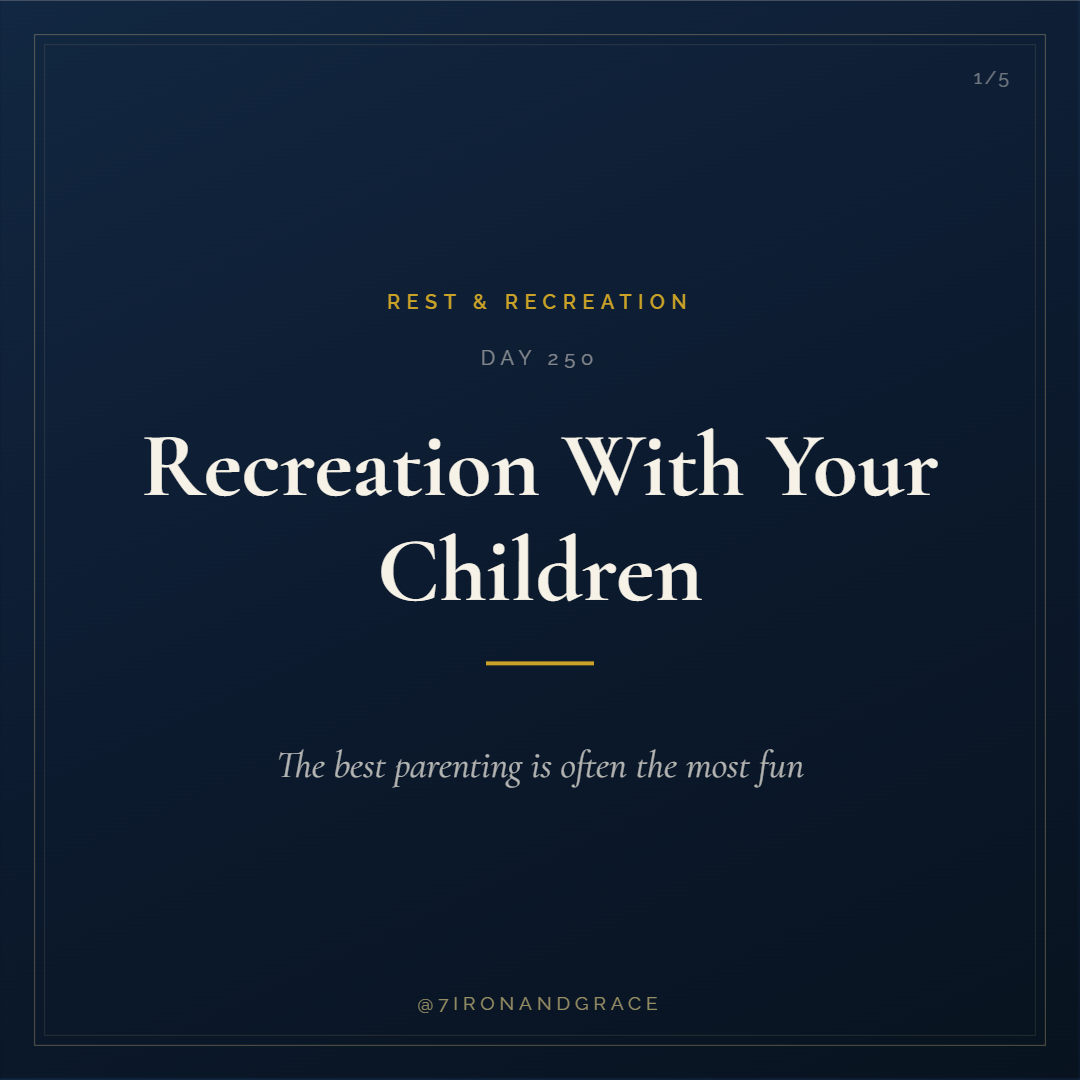 1/5
REST & RECREATION
DAY 250
Recreation With Your
Children
The best parenting is often the most fun
@7IRONANDGRACE